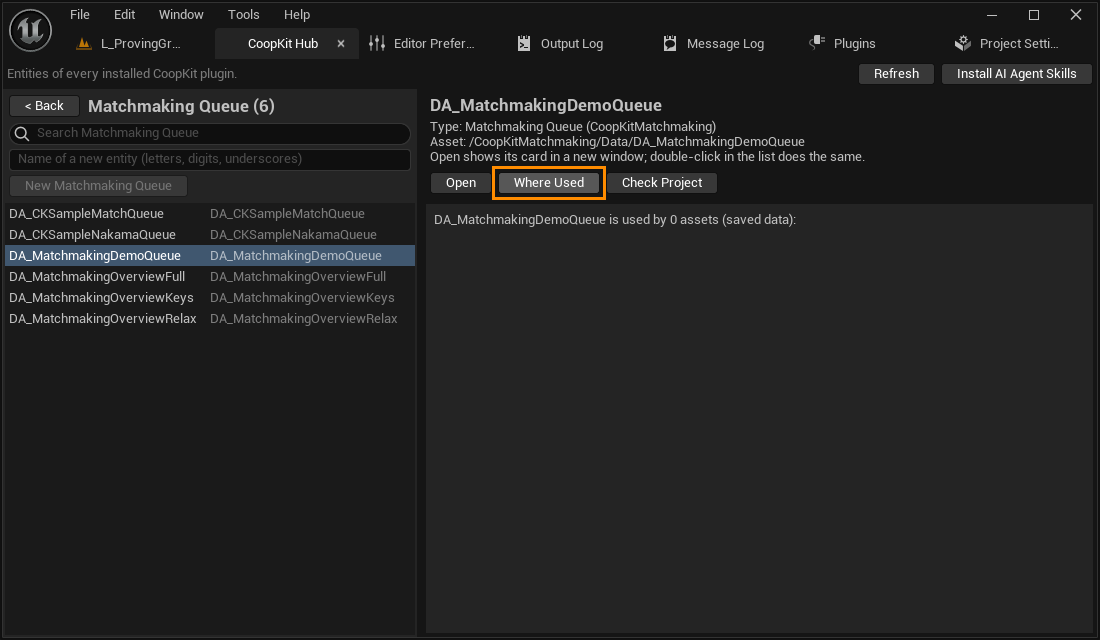 File Edit Window Tools Help
L_ProvingGr... CoopKit Hub Editor Prefer... Output Log Message Log Plugins Project Setti...
Entities of every installed CoopKit plugin.
Refresh Install AI Agent Skills
< Back Matchmaking Queue (6)
Search Matchmaking Queue
Name of a new entity (letters, digits, underscores)
New Matchmaking Queue
DA_CKSampleMatchQueue DA_CKSampleMatchQueue
DA_CKSampleNakamaQueue DA_CKSampleNakamaQueue
DA_MatchmakingDemoQueue DA_MatchmakingDemoQueue
DA_MatchmakingOverviewFull DA_MatchmakingOverviewFull
DA_MatchmakingOverviewKeys DA_MatchmakingOverviewKeys
DA_MatchmakingOverviewRelax DA_MatchmakingOverviewRelax
DA_MatchmakingDemoQueue
Type: Matchmaking Queue (CoopKitMatchmaking)
Asset: /CoopKitMatchmaking/Data/DA_MatchmakingDemoQueue
Open shows its card in a new window; double-click in the list does the same.
Open Where Used Check Project
DA_MatchmakingDemoQueue is used by 0 assets (saved data):